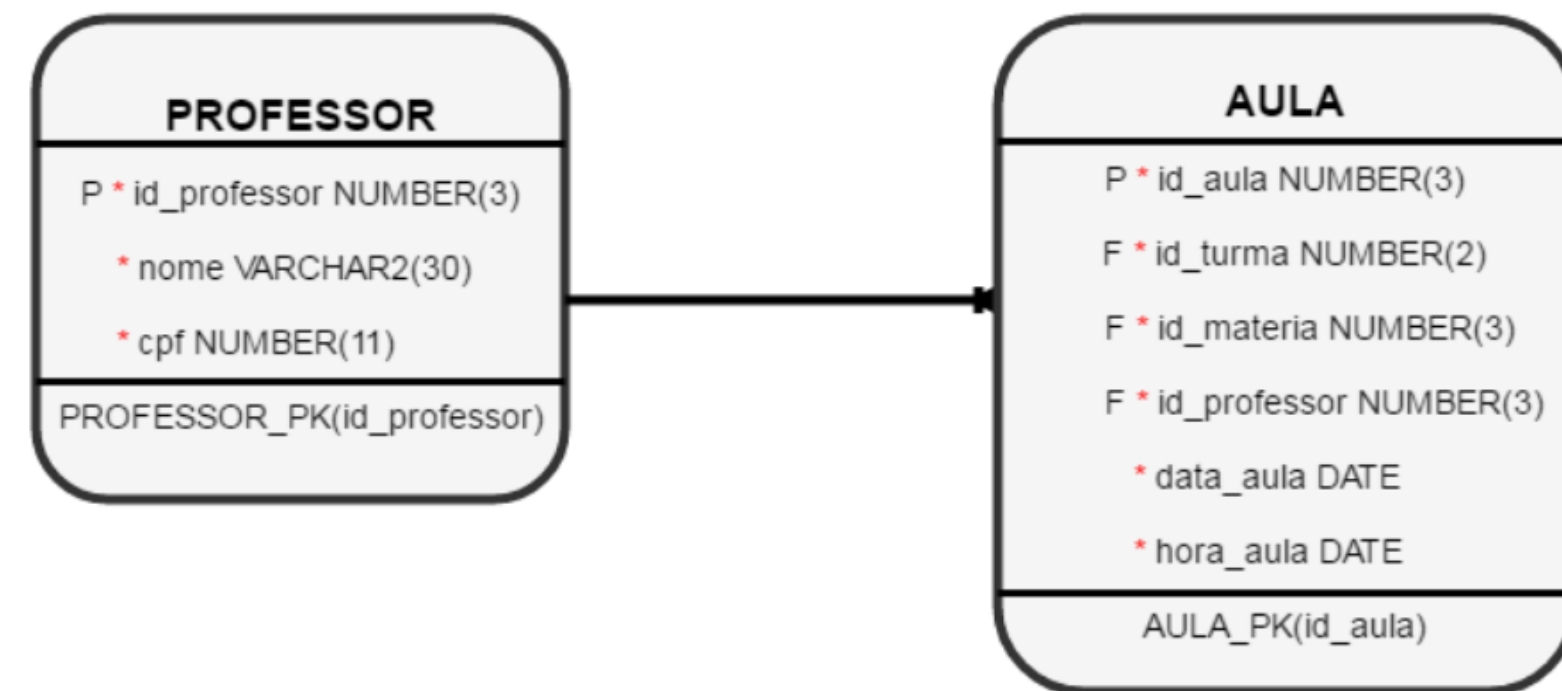 PROFESSOR
P * id_professor NUMBER(3)
* nome VARCHAR2(30)
* cpf NUMBER(11)
PROFESSOR_PK(id_professor)
AULA
P * id_aula NUMBER(3)
F * id_turma NUMBER(2)
F * id_materia NUMBER(3)
F * id_professor NUMBER(3)
* data_aula DATE
* hora_aula DATE
AULA_PK(id_aula)